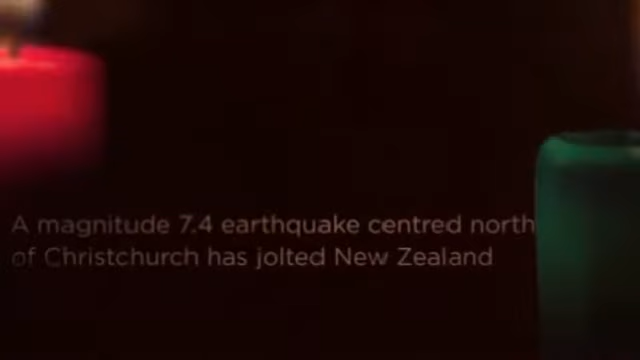 A magnitude 7.4 earthquake centred north
of Christchurch has jolted New Zealand